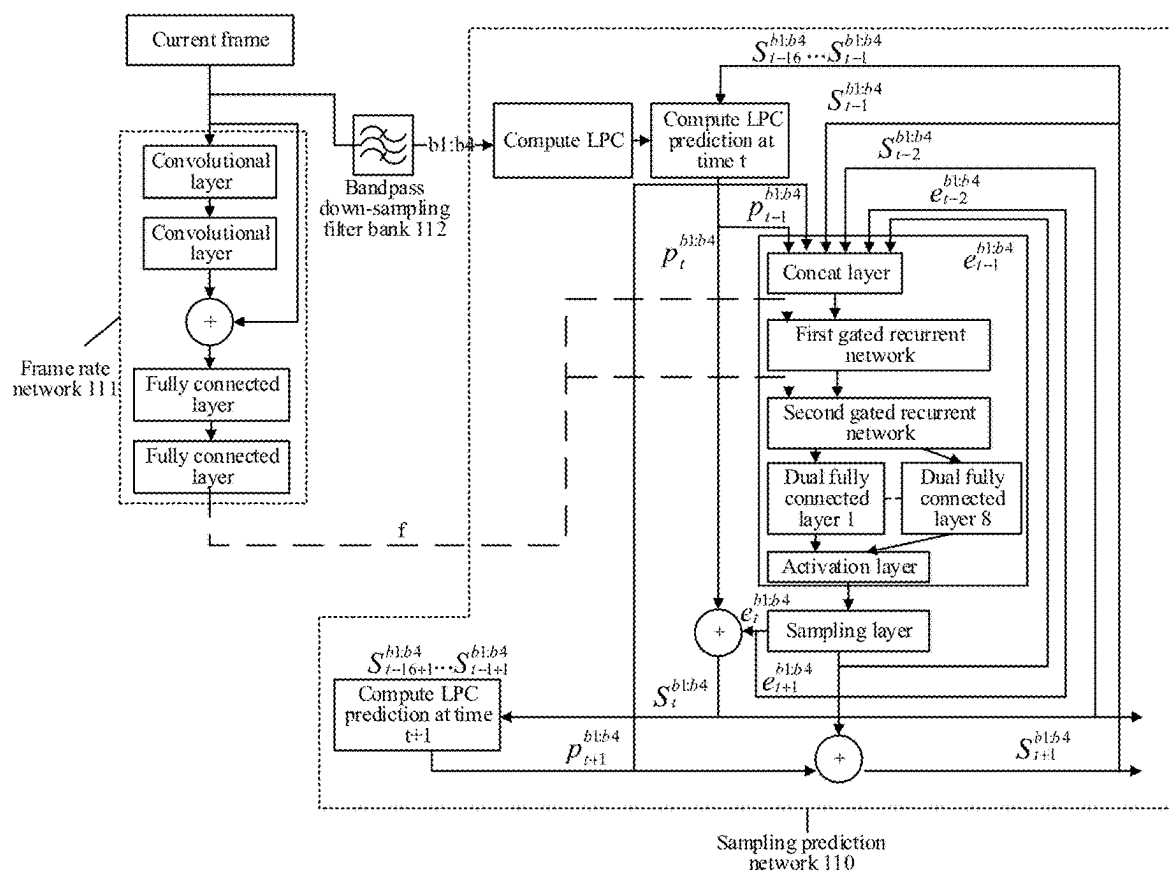 Current frame
Convolutional
layer
Convolutional
layer
+
Fully connected
layer
Fully connected
layer
Frame rate
network 111
f
b1:b4
Bandpass
down-sampling
filter bank 112
Compute LPC
Compute LPC
prediction at
time t
S_{t-16}^{b1:b4} ... S_{t-1}^{b1:b4}
S_{t-1}^{b1:b4}
S_{t-2}^{b1:b4}
e_{t-2}^{b1:b4}
p_{t-1}^{b1:b4}
p_t^{b1:b4}
e_{t-1}^{b1:b4}
Concat layer
First gated recurrent
network
Second gated recurrent
network
Dual fully
connected
layer 1
Dual fully
connected
layer 8
Activation layer
e_t^{b1:b4}
+
Sampling layer
e_{t+1}^{b1:b4}
S_{t-16+1}^{b1:b4} ... S_{t-1+1}^{b1:b4}
Compute LPC
prediction at time
t+1
S_t^{b1:b4}
p_{t+1}^{b1:b4}
+
S_{t+1}^{b1:b4}
Sampling prediction
network 110